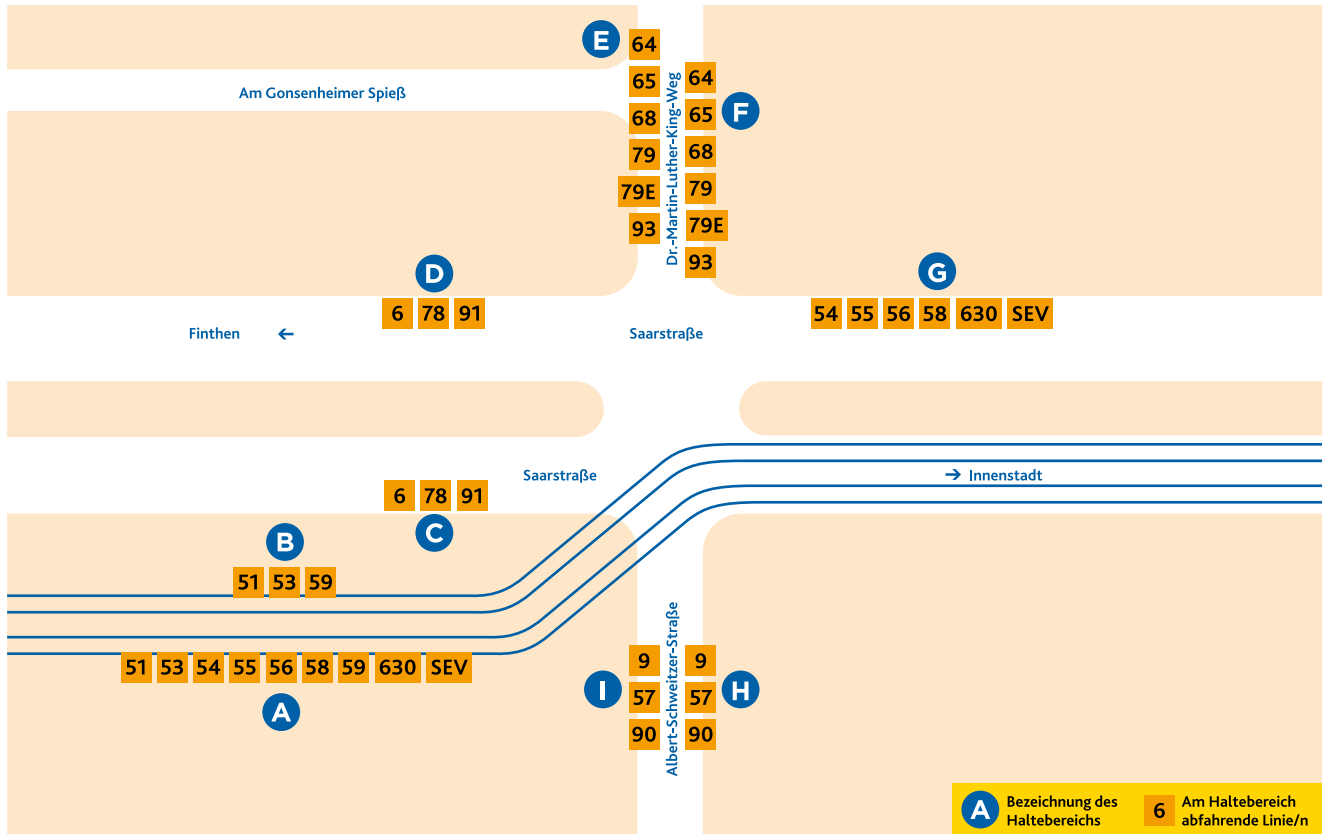 E
64
65
68
79
79E
93
Am Gonsenheimer Spieß
Dr.-Martin-Luther-King-Weg
64
65
68
79
79E
93
F
D
6 78 91
G
54 55 56 58 630 SEV
Finthen ←
Saarstraße
Saarstraße
→ Innenstadt
6 78 91
C
B
51 53 59
51 53 54 55 56 58 59 630 SEV
A
I
9
57
90
Albert-Schweitzer-Straße
9
57
90
H
A
Bezeichnung des
Haltebereichs
6
Am Haltebereich
abfahrende Linie/n